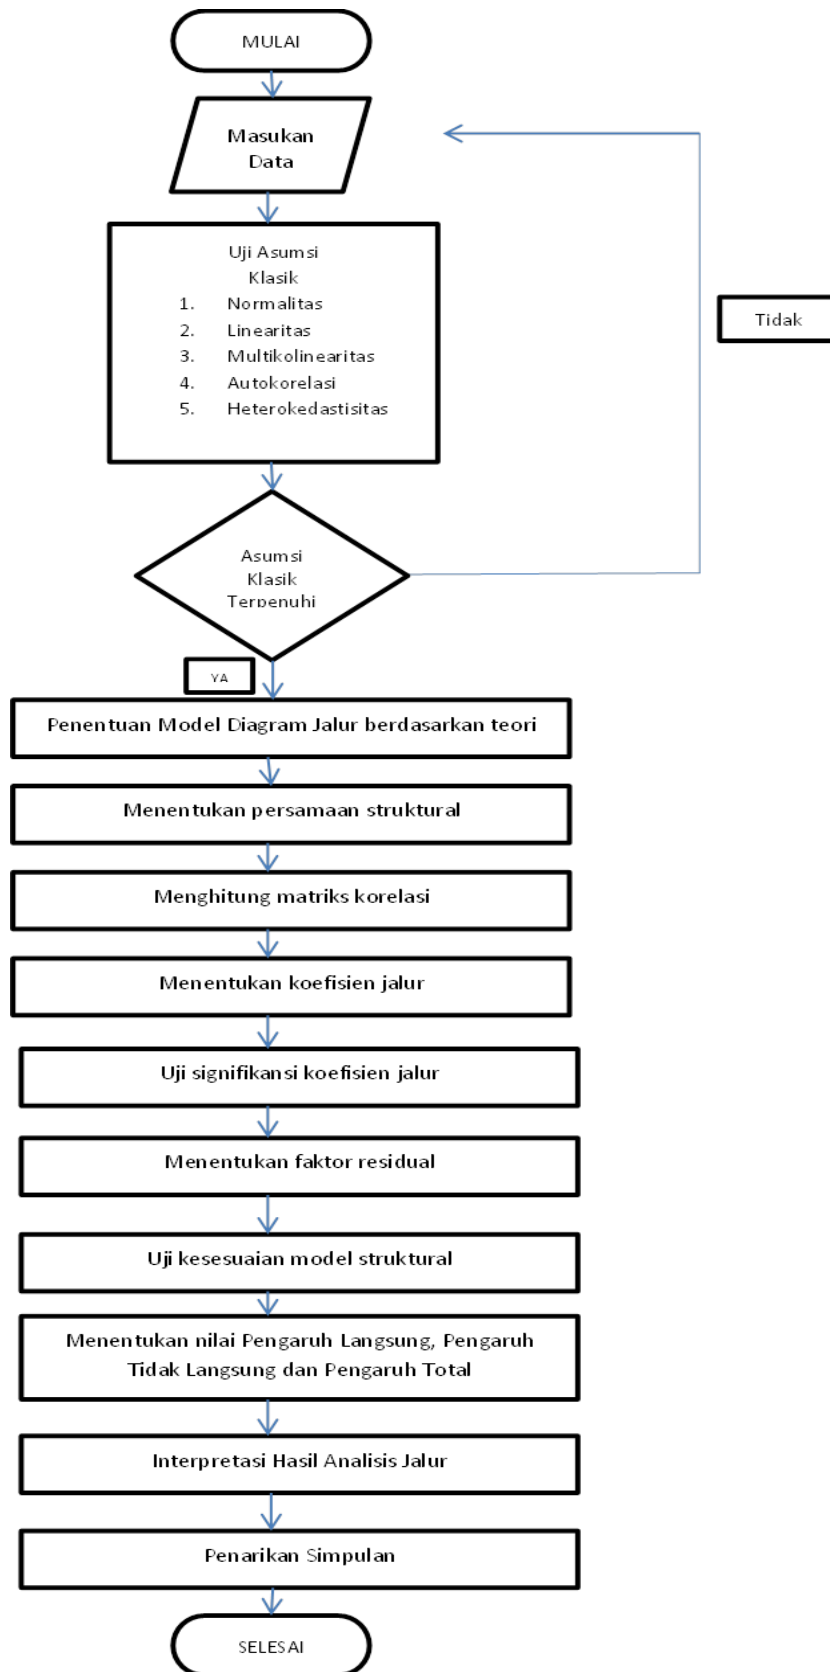 MULAI
Masukan
Data
Uji Asumsi
Klasik
1. Normalitas
2. Linearitas
3. Multikolinearitas
4. Autokorelasi
5. Heterokedastisitas
Tidak
Asumsi
Klasik
Terpenuhi
YA
Penentuan Model Diagram Jalur berdasarkan teori
Menentukan persamaan struktural
Menghitung matriks korelasi
Menentukan koefisien jalur
Uji signifikansi koefisien jalur
Menentukan faktor residual
Uji kesesuaian model struktural
Menentukan nilai Pengaruh Langsung, Pengaruh
Tidak Langsung dan Pengaruh Total
Interpretasi Hasil Analisis Jalur
Penarikan Simpulan
SELESAI